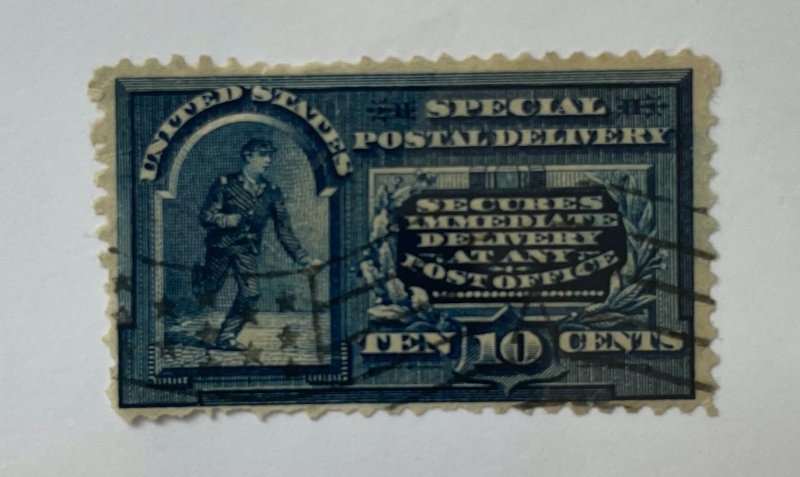 UNITED STATES
SPECIAL
POSTAL DELIVERY
SECURES
IMMEDIATE
DELIVERY
AT ANY
POST OFFICE
TEN 10 CENTS